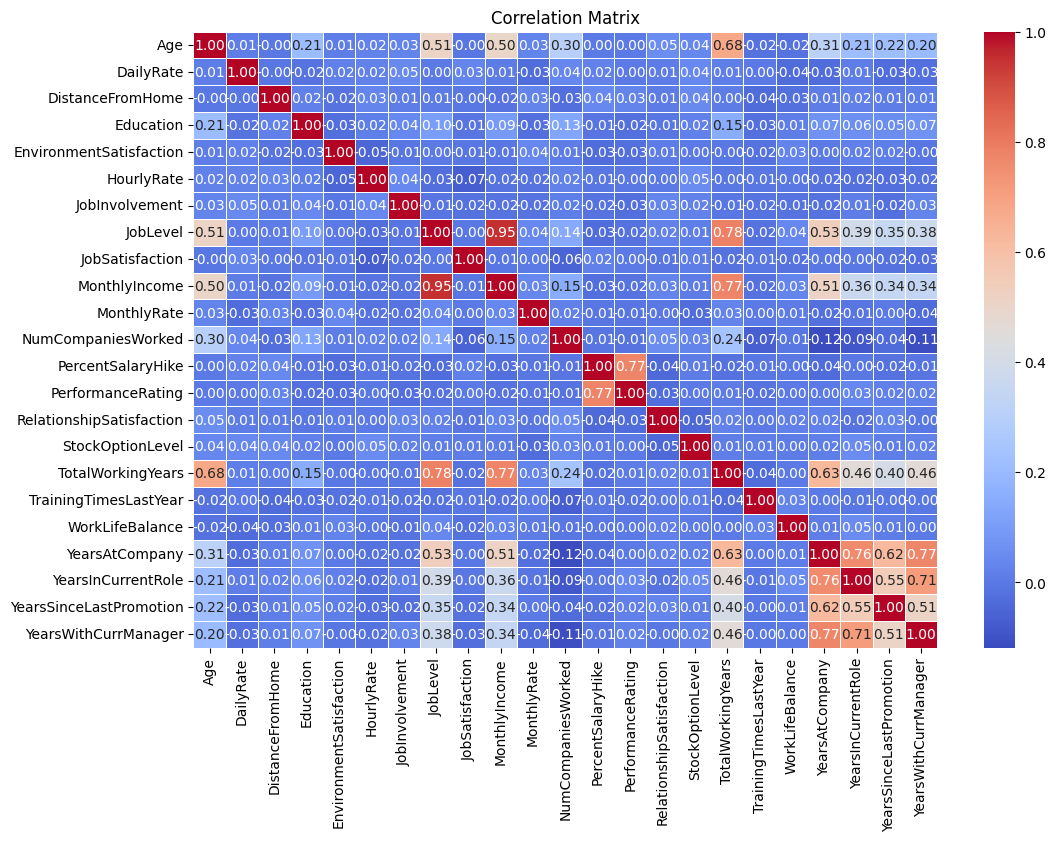 Correlation Matrix
Age 1.00 0.01 -0.00 0.21 0.01 0.02 0.03 0.51 -0.00 0.50 0.03 0.30 0.00 0.00 0.05 0.04 0.68 -0.02 -0.02 0.31 0.21 0.22 0.20
DailyRate 0.01 1.00 -0.00 -0.02 0.02 0.02 0.05 0.00 0.03 0.01 -0.03 0.04 0.02 0.00 0.01 0.04 0.01 0.00 -0.04 -0.03 0.01 -0.03 -0.03
DistanceFromHome -0.00 -0.00 1.00 0.02 -0.02 0.03 0.01 0.01 -0.00 -0.02 0.03 -0.03 0.04 0.03 0.01 0.04 0.00 -0.04 -0.03 0.01 0.02 0.01 0.01
Education 0.21 -0.02 0.02 1.00 -0.03 0.02 0.04 0.10 -0.01 0.09 -0.03 0.13 -0.01 -0.02 -0.01 0.02 0.15 -0.03 0.01 0.07 0.06 0.05 0.07
EnvironmentSatisfaction 0.01 0.02 -0.02 -0.03 1.00 -0.05 -0.01 0.00 -0.01 -0.01 0.04 0.01 -0.03 -0.03 0.01 0.00 -0.00 -0.02 0.03 0.00 0.02 0.02 -0.00
HourlyRate 0.02 0.02 0.03 0.02 -0.05 1.00 0.04 -0.03 -0.07 -0.02 -0.02 0.02 -0.01 -0.00 0.00 0.05 -0.00 -0.01 -0.00 -0.02 -0.02 -0.03 -0.02
JobInvolvement 0.03 0.05 0.01 0.04 -0.01 0.04 1.00 -0.01 -0.02 -0.02 -0.02 0.02 -0.02 -0.03 0.03 0.02 -0.01 -0.02 -0.01 -0.02 0.01 -0.02 0.03
JobLevel 0.51 0.00 0.01 0.10 0.00 -0.03 -0.01 1.00 -0.00 0.95 0.04 0.14 -0.03 -0.02 0.02 0.01 0.78 -0.02 0.04 0.53 0.39 0.35 0.38
JobSatisfaction -0.00 0.03 -0.00 -0.01 -0.01 -0.07 -0.02 -0.00 1.00 -0.01 0.00 -0.06 0.02 0.00 -0.01 0.01 -0.02 -0.01 -0.02 -0.00 -0.00 -0.02 -0.03
MonthlyIncome 0.50 0.01 -0.02 0.09 -0.01 -0.02 -0.02 0.95 -0.01 1.00 0.03 0.15 -0.03 -0.02 0.03 0.01 0.77 -0.02 0.03 0.51 0.36 0.34 0.34
MonthlyRate 0.03 -0.03 0.03 -0.03 0.04 -0.02 -0.02 0.04 0.00 0.03 1.00 0.02 -0.01 -0.01 -0.00 -0.03 0.03 0.00 0.01 -0.02 -0.01 0.00 -0.04
NumCompaniesWorked 0.30 0.04 -0.03 0.13 0.01 0.02 0.02 0.14 -0.06 0.15 0.02 1.00 -0.01 -0.01 0.05 0.03 0.24 -0.07 -0.01 -0.12 -0.09 -0.04 -0.11
PercentSalaryHike 0.00 0.02 0.04 -0.01 -0.03 -0.01 -0.02 -0.03 0.02 -0.03 -0.01 -0.01 1.00 0.77 -0.04 0.01 -0.02 -0.01 -0.00 -0.04 -0.00 -0.02 -0.01
PerformanceRating 0.00 0.00 0.03 -0.02 -0.03 -0.00 -0.03 -0.02 0.00 -0.02 -0.01 -0.01 0.77 1.00 -0.03 0.00 0.01 -0.02 0.00 0.00 0.03 0.02 0.02
RelationshipSatisfaction 0.05 0.01 0.01 -0.01 0.01 0.00 0.03 0.02 -0.01 0.03 -0.00 0.05 -0.04 -0.03 1.00 -0.05 0.02 0.00 0.02 0.02 -0.02 0.03 -0.00
StockOptionLevel 0.04 0.04 0.04 0.02 0.00 0.05 0.02 0.01 0.01 0.01 -0.03 0.03 0.01 0.00 -0.05 1.00 0.01 0.01 0.00 0.02 0.05 0.01 0.02
TotalWorkingYears 0.68 0.01 0.00 0.15 -0.00 -0.00 -0.01 0.78 -0.02 0.77 0.03 0.24 -0.02 0.01 0.02 0.01 1.00 -0.04 0.00 0.63 0.46 0.40 0.46
TrainingTimesLastYear -0.02 0.00 -0.04 -0.03 -0.02 -0.01 -0.02 -0.02 -0.01 -0.02 0.00 -0.07 -0.01 -0.02 0.00 0.01 -0.04 1.00 0.03 0.00 -0.01 -0.00 -0.00
WorkLifeBalance -0.02 -0.04 -0.03 0.01 0.03 -0.00 -0.01 0.04 -0.02 0.03 0.01 -0.01 -0.00 0.00 0.02 0.00 0.00 0.03 1.00 0.01 0.05 0.01 0.00
YearsAtCompany 0.31 -0.03 0.01 0.07 0.00 -0.02 -0.02 0.53 -0.00 0.51 -0.02 -0.12 -0.04 0.00 0.02 0.02 0.63 0.00 0.01 1.00 0.76 0.62 0.77
YearsInCurrentRole 0.21 0.01 0.02 0.06 0.02 -0.02 0.01 0.39 -0.00 0.36 -0.01 -0.09 -0.00 0.03 -0.02 0.05 0.46 -0.01 0.05 0.76 1.00 0.55 0.71
YearsSinceLastPromotion 0.22 -0.03 0.01 0.05 0.02 -0.03 -0.02 0.35 -0.02 0.34 0.00 -0.04 -0.02 0.02 0.03 0.01 0.40 -0.00 0.01 0.62 0.55 1.00 0.51
YearsWithCurrManager 0.20 -0.03 0.01 0.07 -0.00 -0.02 0.03 0.38 -0.03 0.34 -0.04 -0.11 -0.01 0.02 -0.00 0.02 0.46 -0.00 0.00 0.77 0.71 0.51 1.00
Age
DailyRate
DistanceFromHome
Education
EnvironmentSatisfaction
HourlyRate
JobInvolvement
JobLevel
JobSatisfaction
MonthlyIncome
MonthlyRate
NumCompaniesWorked
PercentSalaryHike
PerformanceRating
RelationshipSatisfaction
StockOptionLevel
TotalWorkingYears
TrainingTimesLastYear
WorkLifeBalance
YearsAtCompany
YearsInCurrentRole
YearsSinceLastPromotion
YearsWithCurrManager
1.0
0.8
0.6
0.4
0.2
0.0